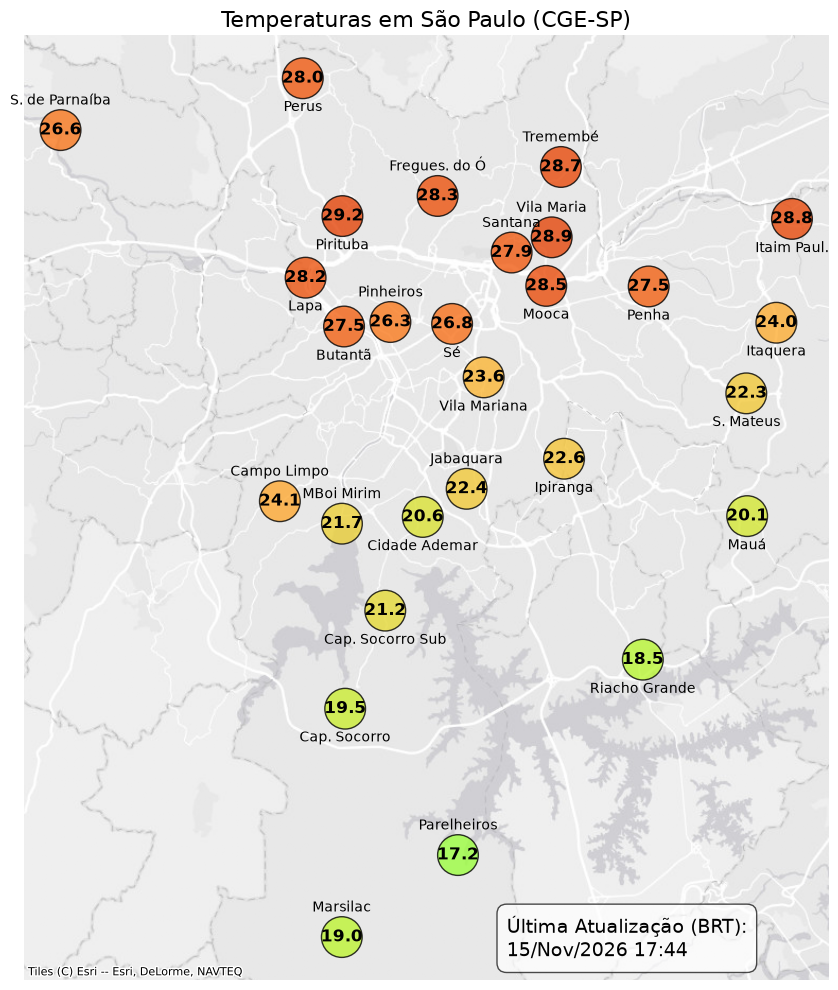 Temperaturas em São Paulo (CGE-SP)
28.0
Perus
S. de Parnaíba
26.6
Tremembé
28.7
Fregues. do Ó
28.3
29.2
Pirituba
Vila Maria
28.9
Santana
27.9
28.8
Itaim Paul.
28.2
Lapa
28.5
Mooca
27.5
Penha
Pinheiros
26.3
27.5
Butantã
26.8
Sé
24.0
Itaquera
23.6
Vila Mariana
22.3
S. Mateus
Jabaquara
22.4
22.6
Ipiranga
Campo Limpo
24.1
MBoi Mirim
21.7
20.6
Cidade Ademar
20.1
Mauá
21.2
Cap. Socorro Sub
18.5
Riacho Grande
19.5
Cap. Socorro
Parelheiros
17.2
Marsilac
19.0
Última Atualização (BRT):
15/Nov/2026 17:44
Tiles (C) Esri -- Esri, DeLorme, NAVTEQ